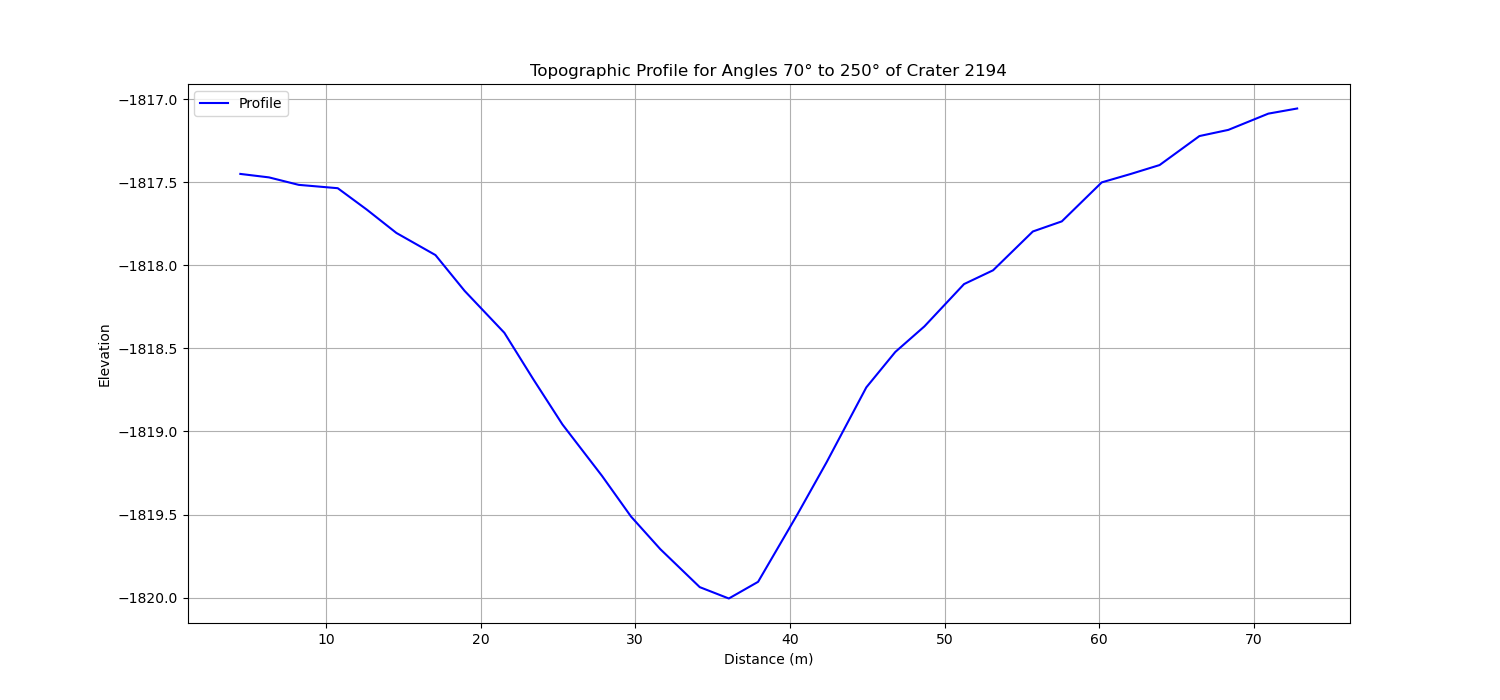 Topographic Profile for Angles 70° to 250° of Crater 2194
Profile
−1817.0
−1817.5
−1818.0
−1818.5
−1819.0
−1819.5
−1820.0
Elevation
10 20 30 40 50 60 70
Distance (m)